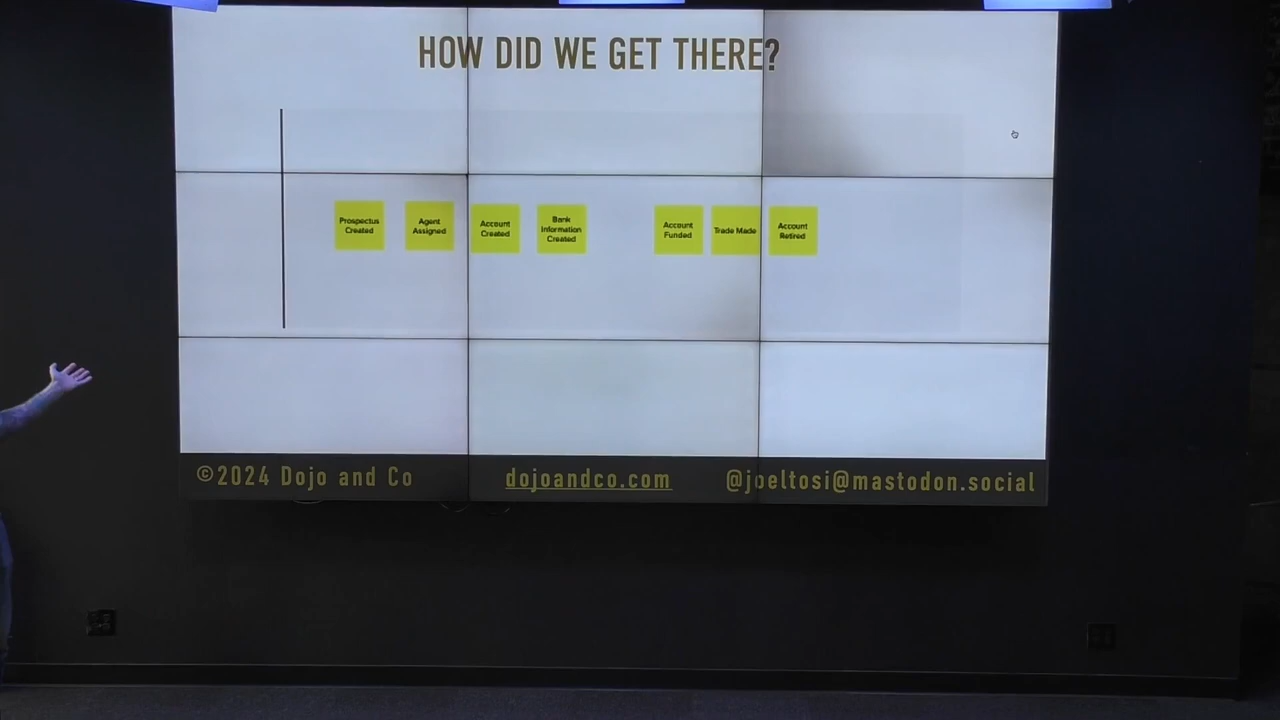 HOW DID WE GET THERE?
Prospectus
Created
Agent
Assigned
Account
Created
Bank
Information
Created
Account
Funded
Trade Made
Account
Retired
©2024 Dojo and Co
dojoandco.com
@joeltosi@mastodon.social